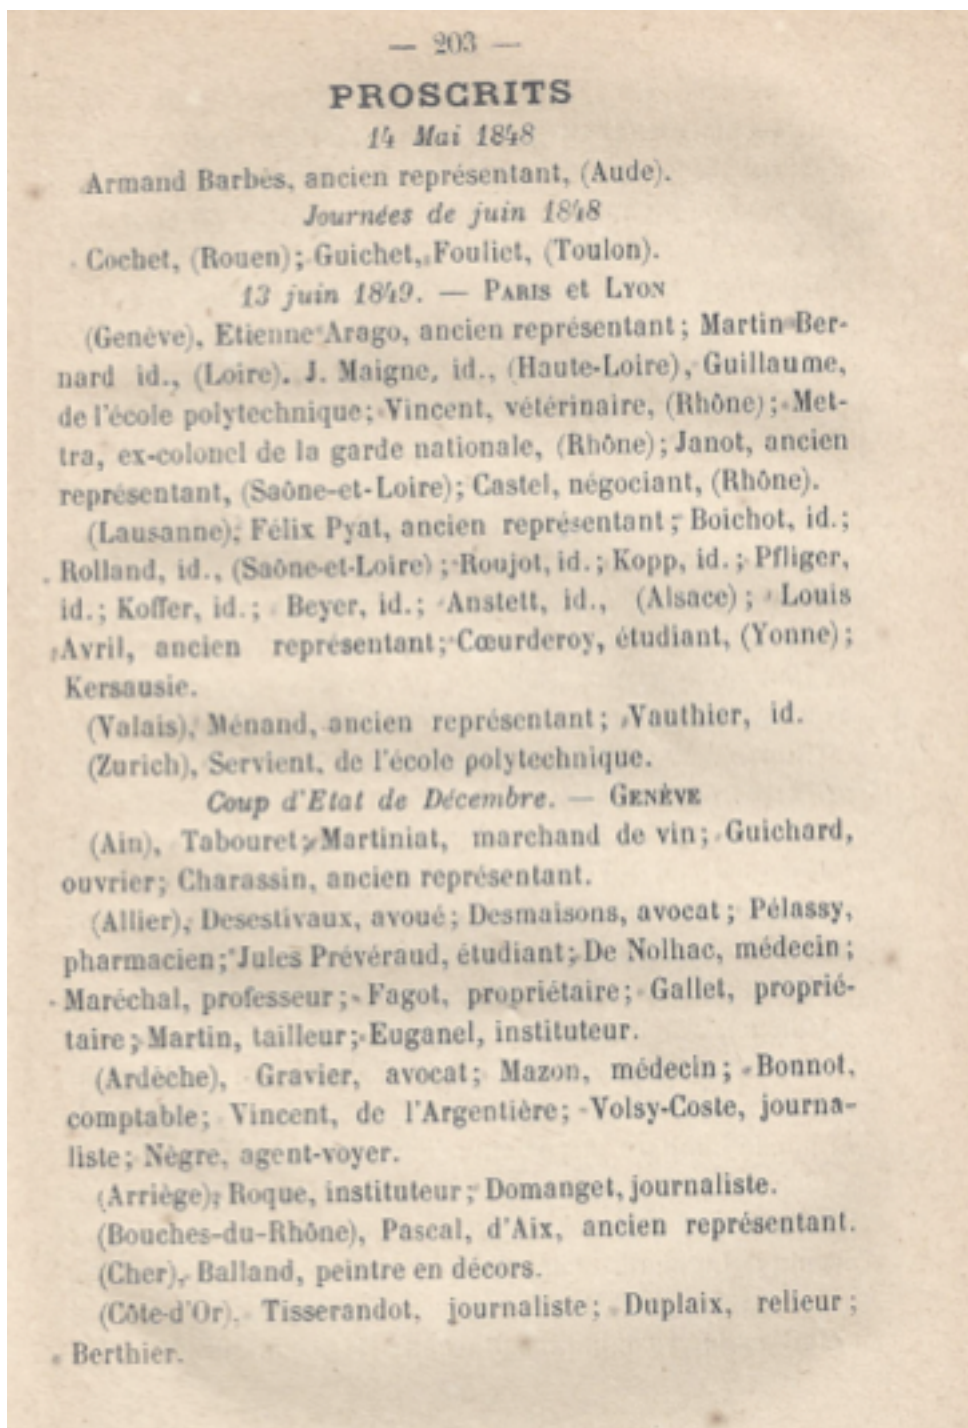 — 203 —
PROSCRITS
14 Mai 1848
Armand Barbès, ancien représentant, (Aude).
Journées de juin 1848
Cochet, (Rouen); Guichet, Fouliet, (Toulon).
13 juin 1849. — PARIS et LYON
(Genève), Etienne Arago, ancien représentant; Martin Ber-
nard id., (Loire). J. Maigne, id., (Haute-Loire), Guillaume,
de l'école polytechnique; Vincent, vétérinaire, (Rhône); Met-
tra, ex-colonel de la garde nationale, (Rhône); Janot, ancien
représentant, (Saône-et-Loire); Castel, négociant, (Rhône).
(Lausanne); Félix Pyat, ancien représentant; Boichot, id.;
Rolland, id., (Saône-et-Loire); Roujot, id.; Kopp, id.; Pfliger,
id.; Koffer, id.; Beyer, id.; Anstett, id., (Alsace); Louis
Avril, ancien représentant; Cœurderoy, étudiant, (Yonne);
Kersausie.
(Valais), Ménand, ancien représentant; Vauthier, id.
(Zurich), Servient, de l'école polytechnique.
Coup d'Etat de Décembre. — GENÈVE
(Ain), Tabouret; Martiniat, marchand de vin; Guichard,
ouvrier; Charassin, ancien représentant.
(Allier), Desestivaux, avoué; Desmaisons, avocat; Pélassy,
pharmacien; Jules Prévéraud, étudiant; De Nolhac, médecin;
Maréchal, professeur; Fagot, propriétaire; Gallet, proprié-
taire; Martin, tailleur; Euganel, instituteur.
(Ardèche), Gravier, avocat; Mazon, médecin; Bonnot,
comptable; Vincent, de l'Argentière; Volsy-Coste, journa-
liste; Nègre, agent-voyer.
(Arriège); Roque, instituteur; Domanget, journaliste.
(Bouches-du-Rhône), Pascal, d'Aix, ancien représentant.
(Cher), Balland, peintre en décors.
(Côte-d'Or), Tisserandot, journaliste; Duplaix, relieur;
Berthier.